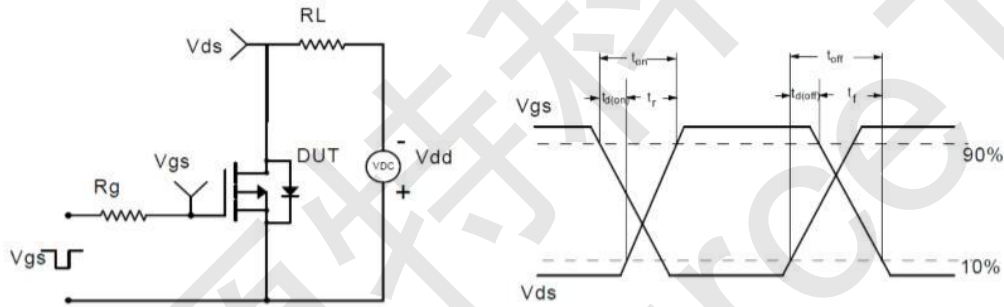 RL
Vds
Vgs
DUT
VDC
-
+
Vdd
Rg
Vgs
ton
toff
td(on)
tr
td(off)
tf
Vgs
90%
10%
Vds